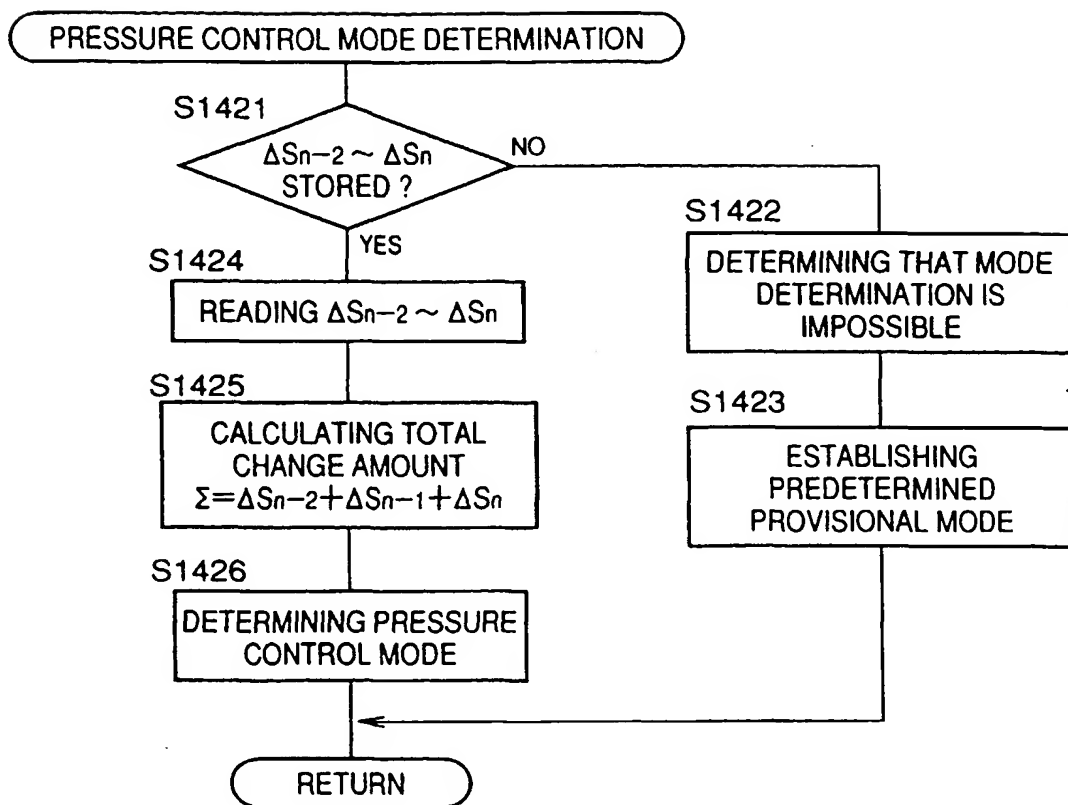 PRESSURE CONTROL MODE DETERMINATION
S1421
ΔSn-2 ~ ΔSn
STORED ?
NO
YES
S1422
DETERMINING THAT MODE
DETERMINATION IS
IMPOSSIBLE
S1424
READING ΔSn-2 ~ ΔSn
S1423
ESTABLISHING
PREDETERMINED
PROVISIONAL MODE
S1425
CALCULATING TOTAL
CHANGE AMOUNT
Σ=ΔSn-2+ΔSn-1+ΔSn
S1426
DETERMINING PRESSURE
CONTROL MODE
RETURN